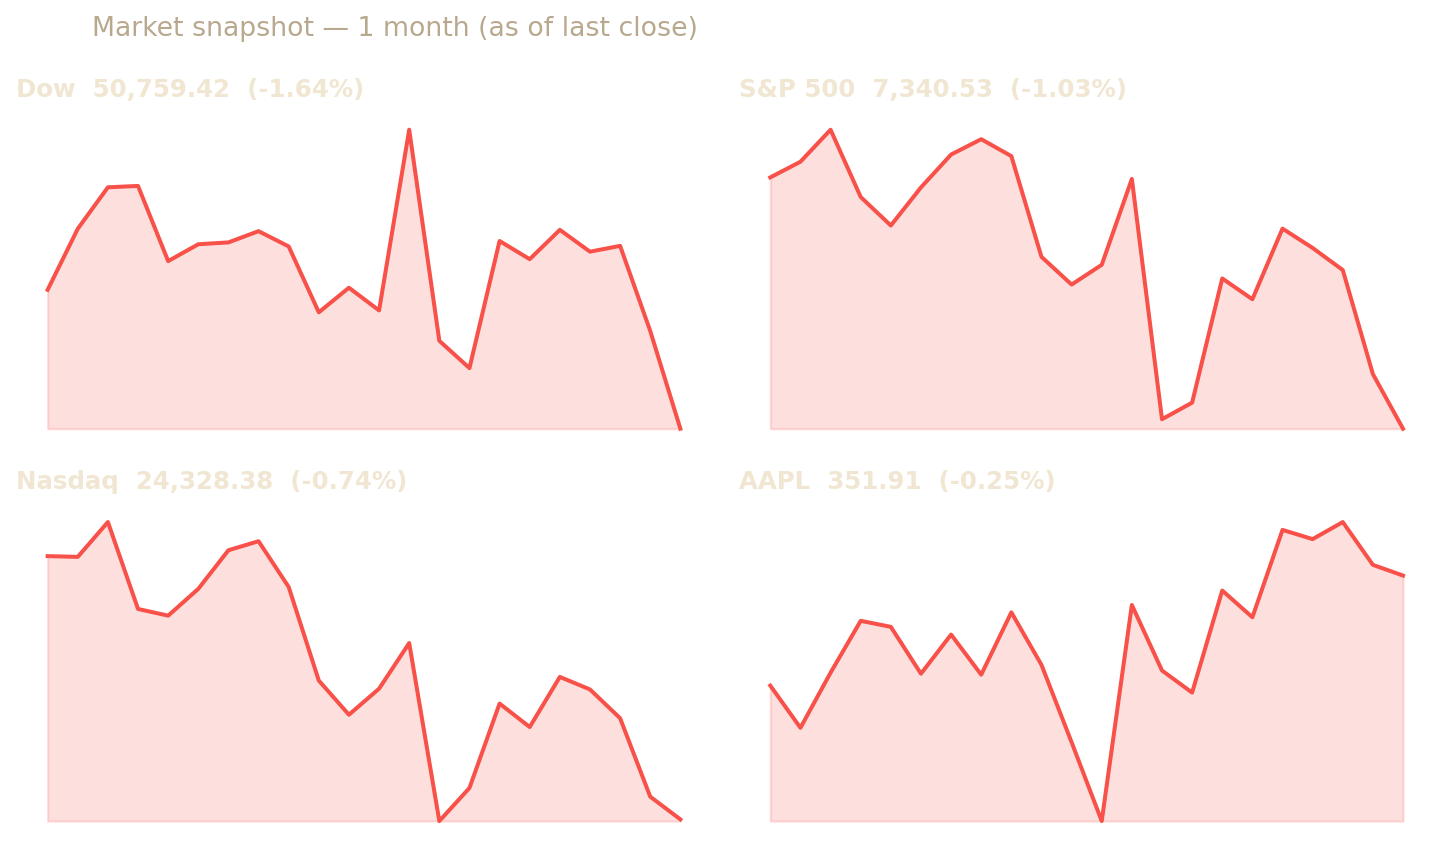 Market snapshot — 1 month (as of last close)
Dow  50,759.42  (-1.64%)
S&P 500  7,340.53  (-1.03%)
Nasdaq  24,328.38  (-0.74%)
AAPL  351.91  (-0.25%)